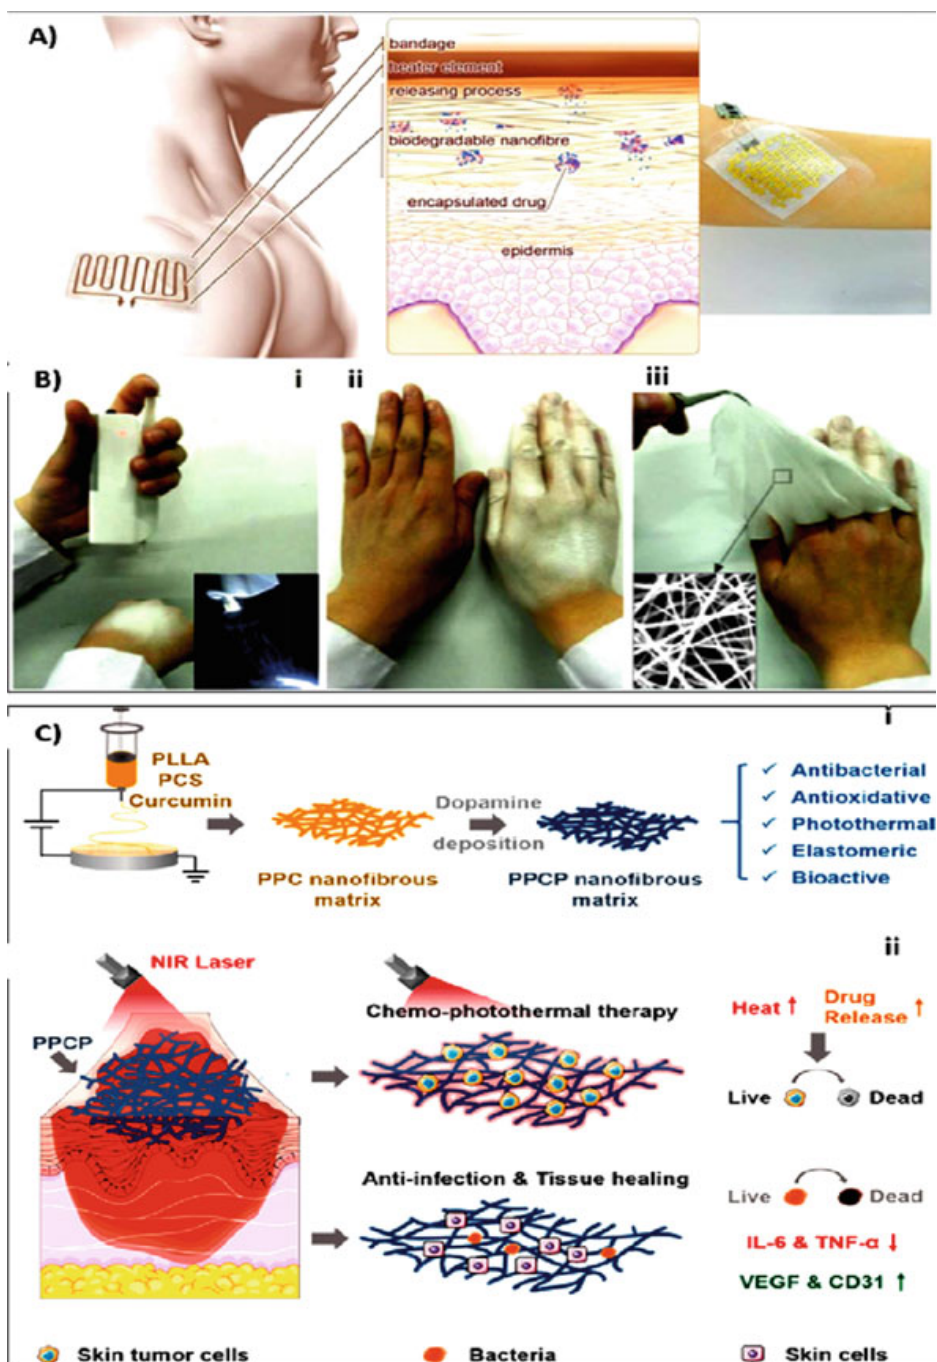 A)
bandage
heater element
releasing process
biodegradable nanofibre
encapsulated drug
epidermis
B)
i
ii
iii
C)
i
PLLA
PCS
Curcumin
Dopamine
deposition
PPC nanofibrous
matrix
PPCP nanofibrous
matrix
✓ Antibacterial
✓ Antioxidative
✓ Photothermal
✓ Elastomeric
✓ Bioactive
ii
NIR Laser
PPCP
Chemo-photothermal therapy
Heat ↑
Drug
Release ↑
Live
Dead
Anti-infection & Tissue healing
Live
Dead
IL-6 & TNF-α ↓
VEGF & CD31 ↑
Skin tumor cells
Bacteria
Skin cells